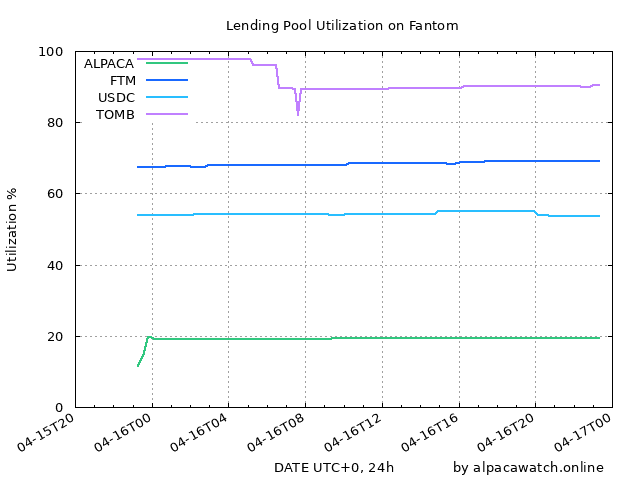 Lending Pool Utilization on Fantom
100
80
60
40
20
0
Utilization %
ALPACA
FTM
USDC
TOMB
04-15T20
04-16T00
04-16T04
04-16T08
04-16T12
04-16T16
04-16T20
04-17T00
DATE UTC+0, 24h
by alpacawatch.online